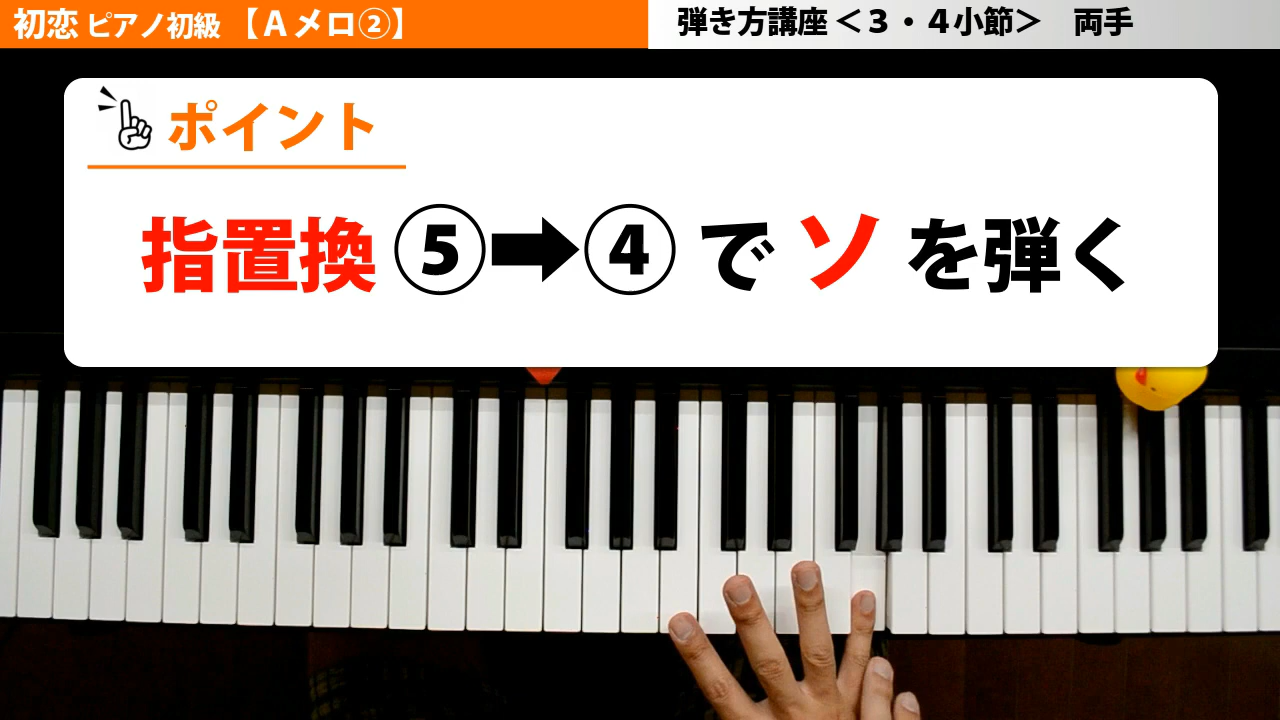 初恋 ピアノ初級 【Ａメロ②】
弾き方講座 ＜３・４小節＞ 両手
ポイント
指置換 ⑤➡④ で ソ を弾く